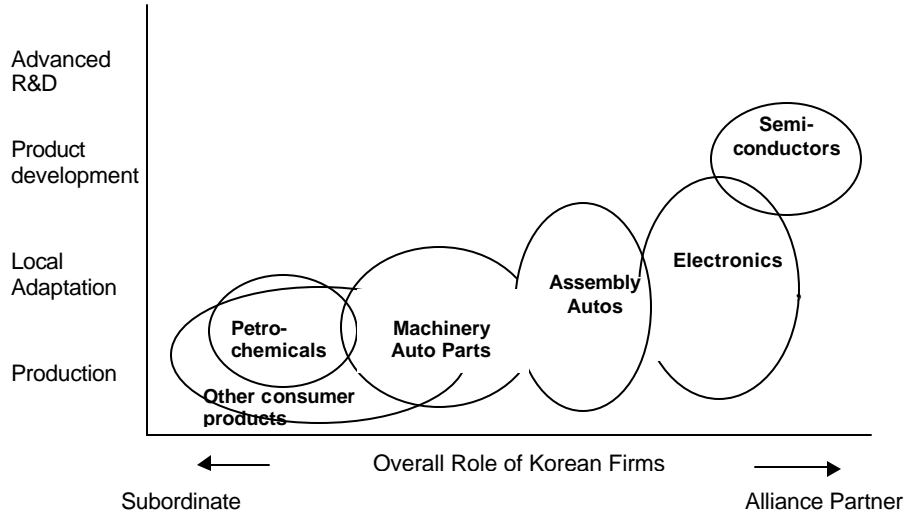 Advanced
R&D
Product
development
Local
Adaptation
Production
Semi-
conductors
Electronics
Assembly
Autos
Machinery
Auto Parts
Petro-
chemicals
Other consumer
products
Overall Role of Korean Firms
Subordinate
Alliance Partner